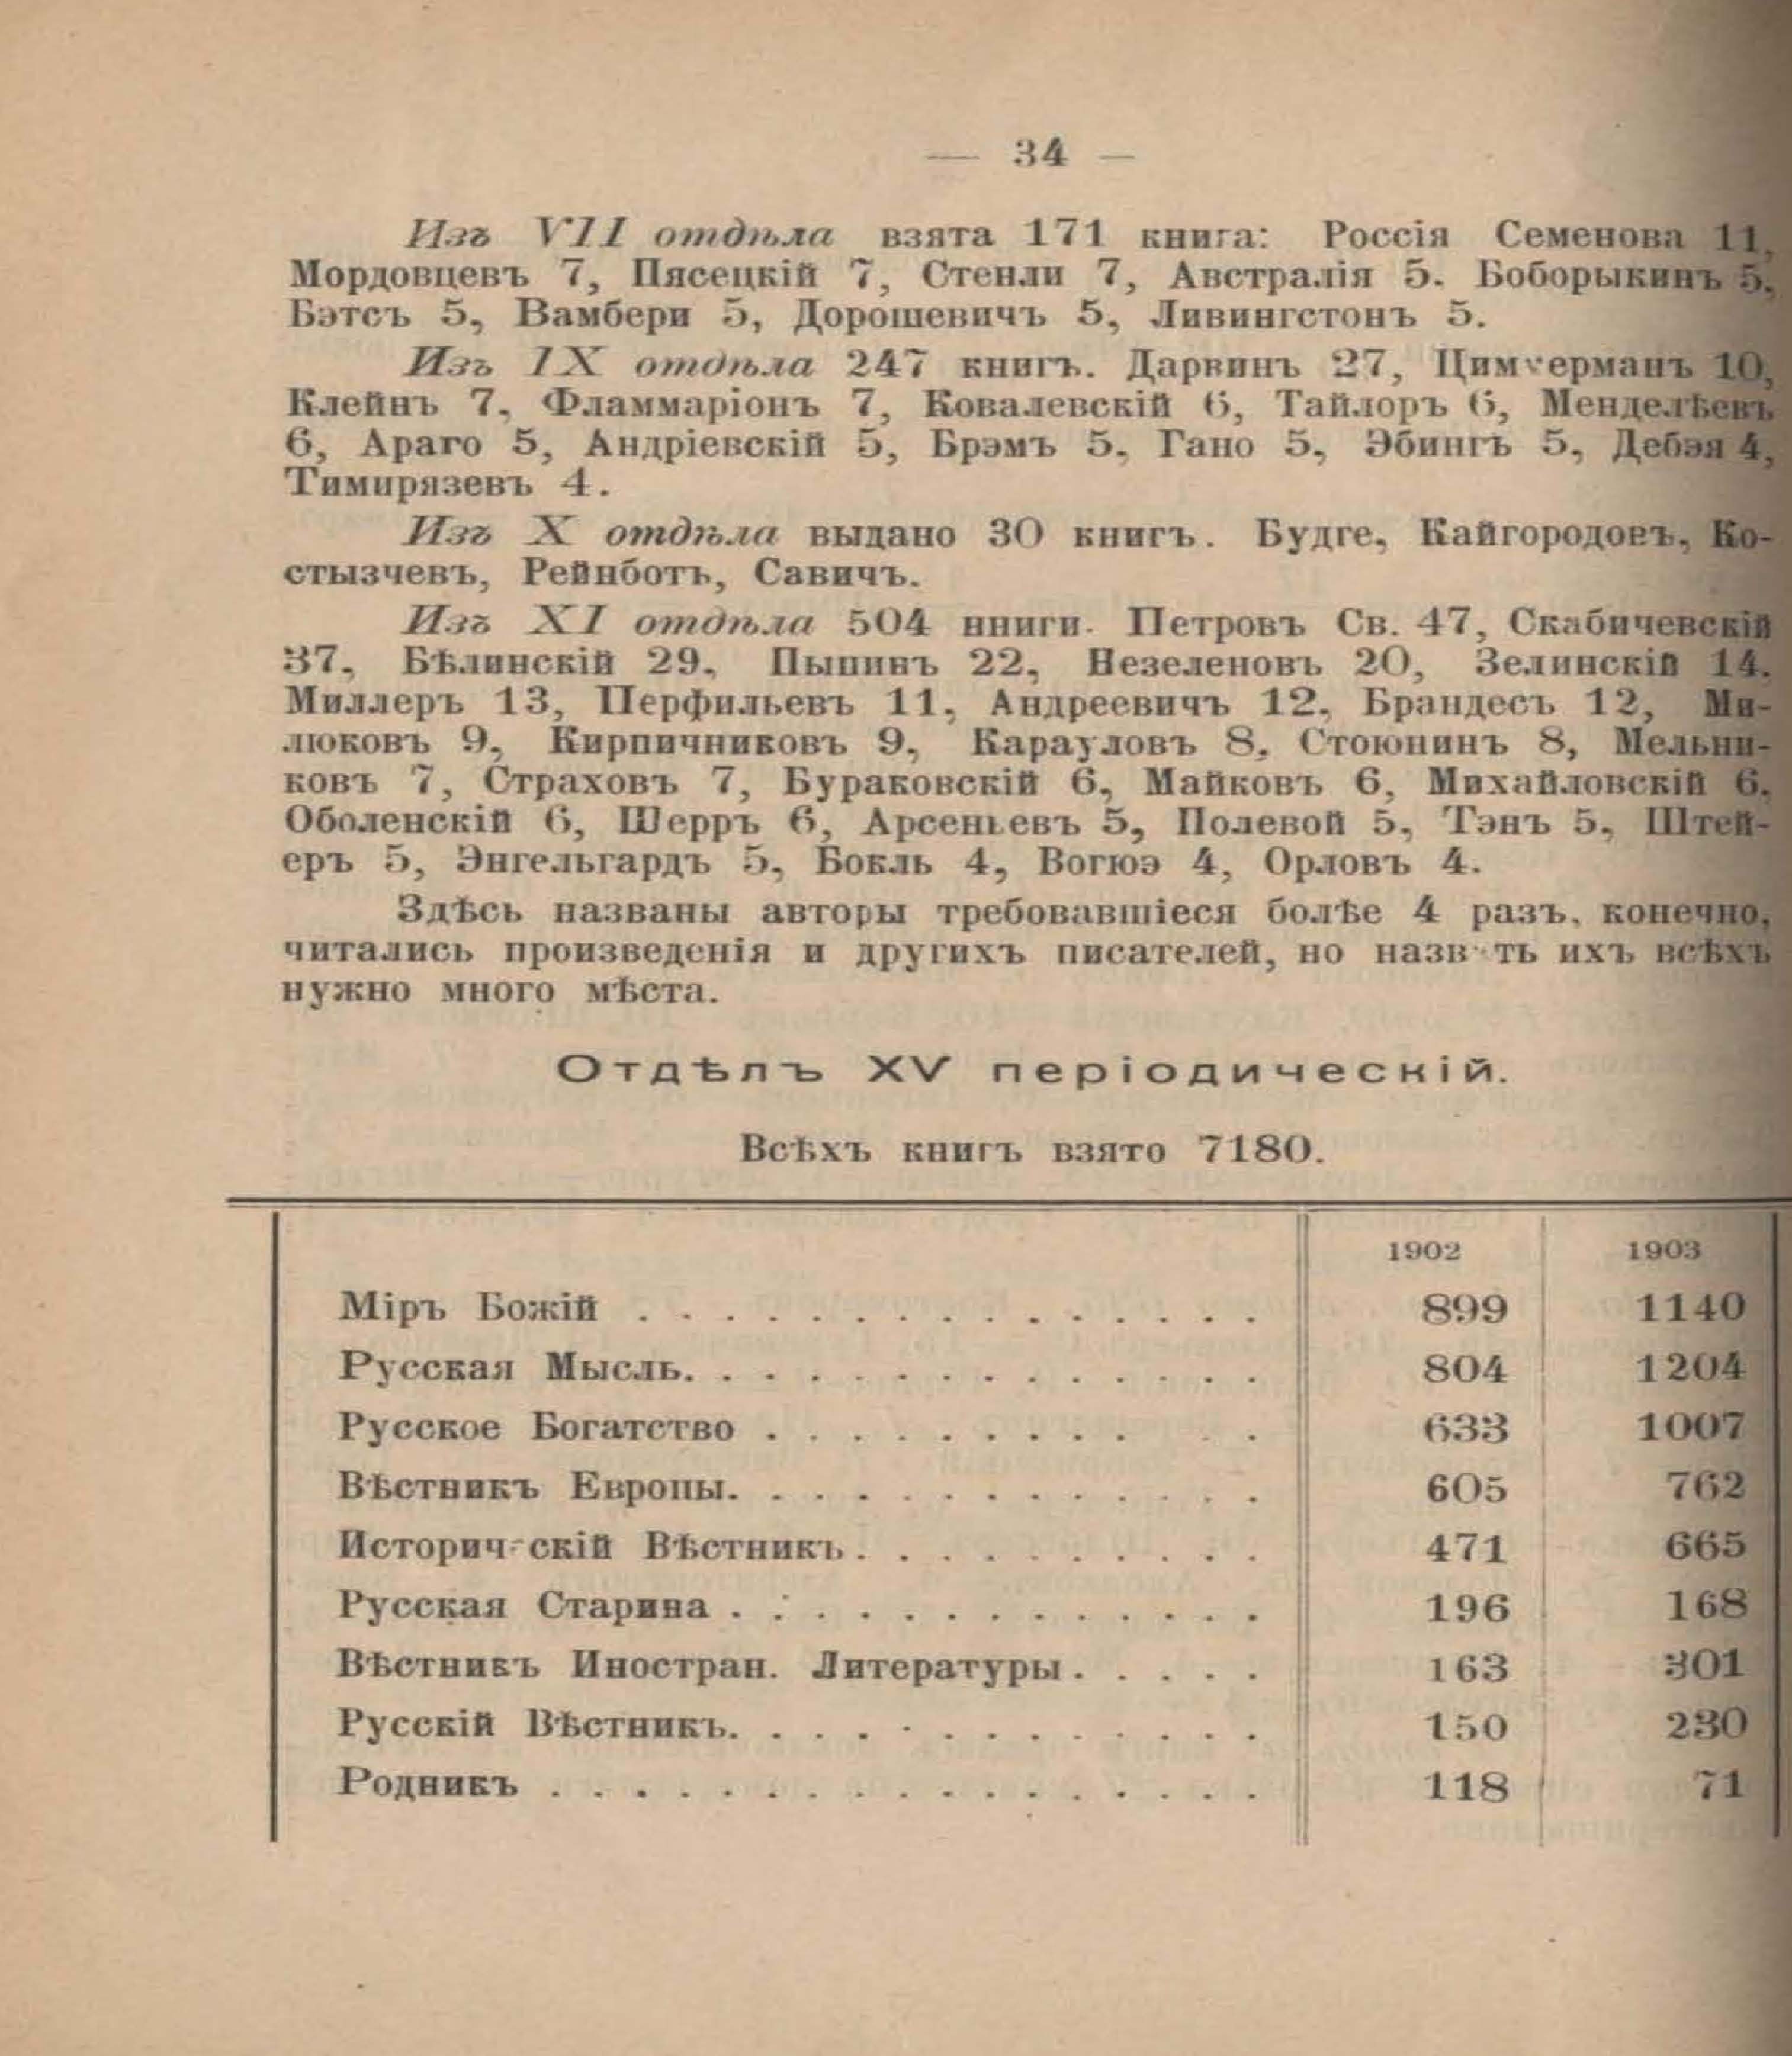 — 34 —
Изъ VII отдѣла взята 171 книга: Россія Семенова 11,
Мордовцевъ 7, Пясецкій 7, Стенли 7, Австралія 5. Боборыкинъ 5,
Бэтсъ 5, Вамбери 5, Дорошевичъ 5, Ливингстонъ 5.
Изъ IX отдѣла 247 книгъ. Дарвинъ 27, Цимерманъ 10,
Клейнъ 7, Фламмаріонъ 7, Ковалевскій 6, Тайлоръ 6, Менделѣевъ
6, Араго 5, Андріевскій 5, Брэмъ 5, Гано 5, Эбингъ 5, Дебэя 4,
Тимирязевъ 4.
Изъ X отдѣла выдано 30 книгъ. Будге, Кайгородовъ, Ко-
стызчевъ, Рейнботъ, Савичъ.
Изъ XI отдѣла 504 нниги. Петровъ Св. 47, Скабичевскій
37, Бѣлинскій 29, Пыпинъ 22, Незеленовъ 20, Зелинскій 14,
Миллеръ 13, Перфильевъ 11, Андреевичъ 12, Брандесъ 12, Ми-
люковъ 9, Кирпичниковъ 9, Карауловъ 8, Стоюнинъ 8, Мельни-
ковъ 7, Страховъ 7, Бураковскій 6, Майковъ 6, Михайловскій 6,
Оболенскій 6, Шерръ 6, Арсеньевъ 5, Полевой 5, Тэнъ 5, Штей-
еръ 5, Энгельгардъ 5, Бокль 4, Вогюэ 4, Орловъ 4.
Здѣсь названы авторы требовавшіеся болѣе 4 разъ, конечно,
читались произведенія и другихъ писателей, но назвать ихъ всѣхъ
нужно много мѣста.
Отдѣлъ XV періодическій.
Всѣхъ книгъ взято 7180.
1902 1903
Міръ Божій . . . . . . . . . . . . . . . 899 1140
Русская Мысль. . . . . . . . . . . . . . 804 1204
Русское Богатство . . . . . . . . . . . 633 1007
Вѣстникъ Европы. . . . . . . . . . . . . 605 762
Историческій Вѣстникъ. . . . . . . . . . 471 665
Русская Старина . . . . . . . . . . . . . 196 168
Вѣстникъ Иностран. Литературы. . . . . 163 301
Русскій Вѣстникъ. . . . . . . . . . . . . 150 230
Родникъ . . . . . . . . . . . . . . . . . 118 71